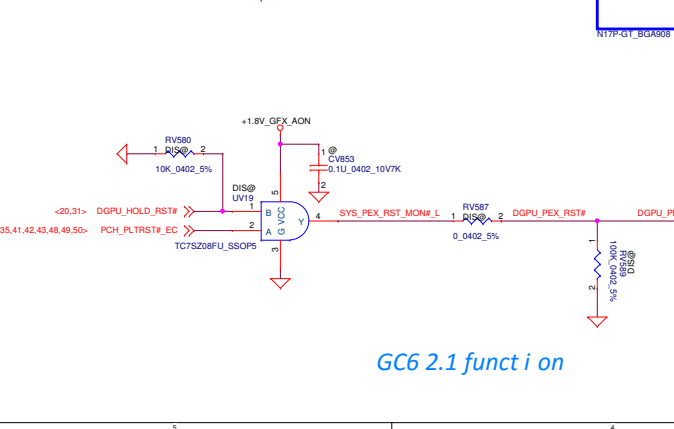 N17P-GT_BGA908
+1.8V_GFX_AON
RV580
1 DIS@ 2
10K_0402_5%
1 @
CV853
0.1U_0402_10V7K
2
DIS@
UV19
5
<20,31> DGPU_HOLD_RST# 1 B VCC Y 4 SYS_PEX_RST_MON#_L
RV587
1 DIS@ 2
0_0402_5%
DGPU_PEX_RST#
DGPU_PE
35,41,42,43,48,49,50> PCH_PLTRST#_EC 2 A G
3
TC7SZ08FU_SSOP5
1
RV589
DIS@
100K_0402_5%
2
GC6 2.1 funct i on
5
4